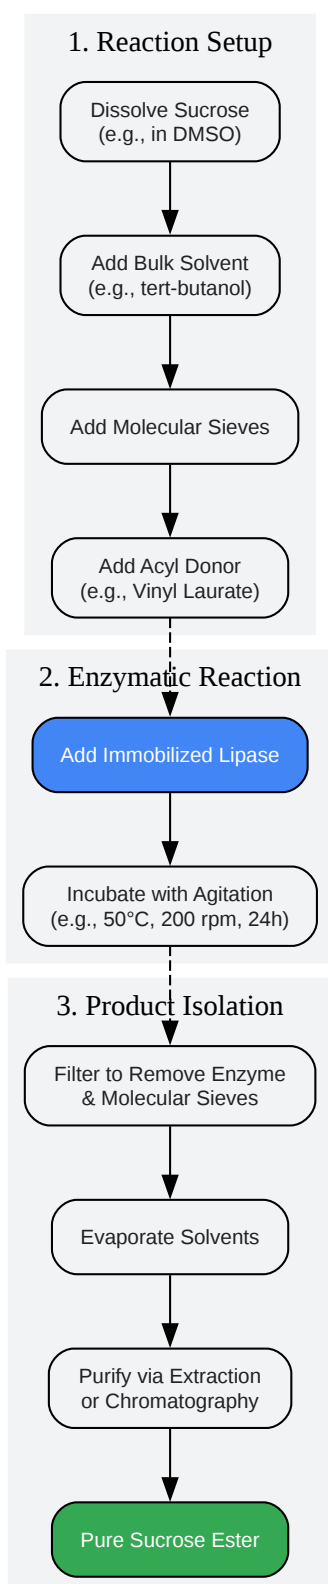 1. Reaction Setup
Dissolve Sucrose
(e.g., in DMSO)
Add Bulk Solvent
(e.g., tert-butanol)
Add Molecular Sieves
Add Acyl Donor
(e.g., Vinyl Laurate)
2. Enzymatic Reaction
Add Immobilized Lipase
Incubate with Agitation
(e.g., 50°C, 200 rpm, 24h)
3. Product Isolation
Filter to Remove Enzyme
& Molecular Sieves
Evaporate Solvents
Purify via Extraction
or Chromatography
Pure Sucrose Ester